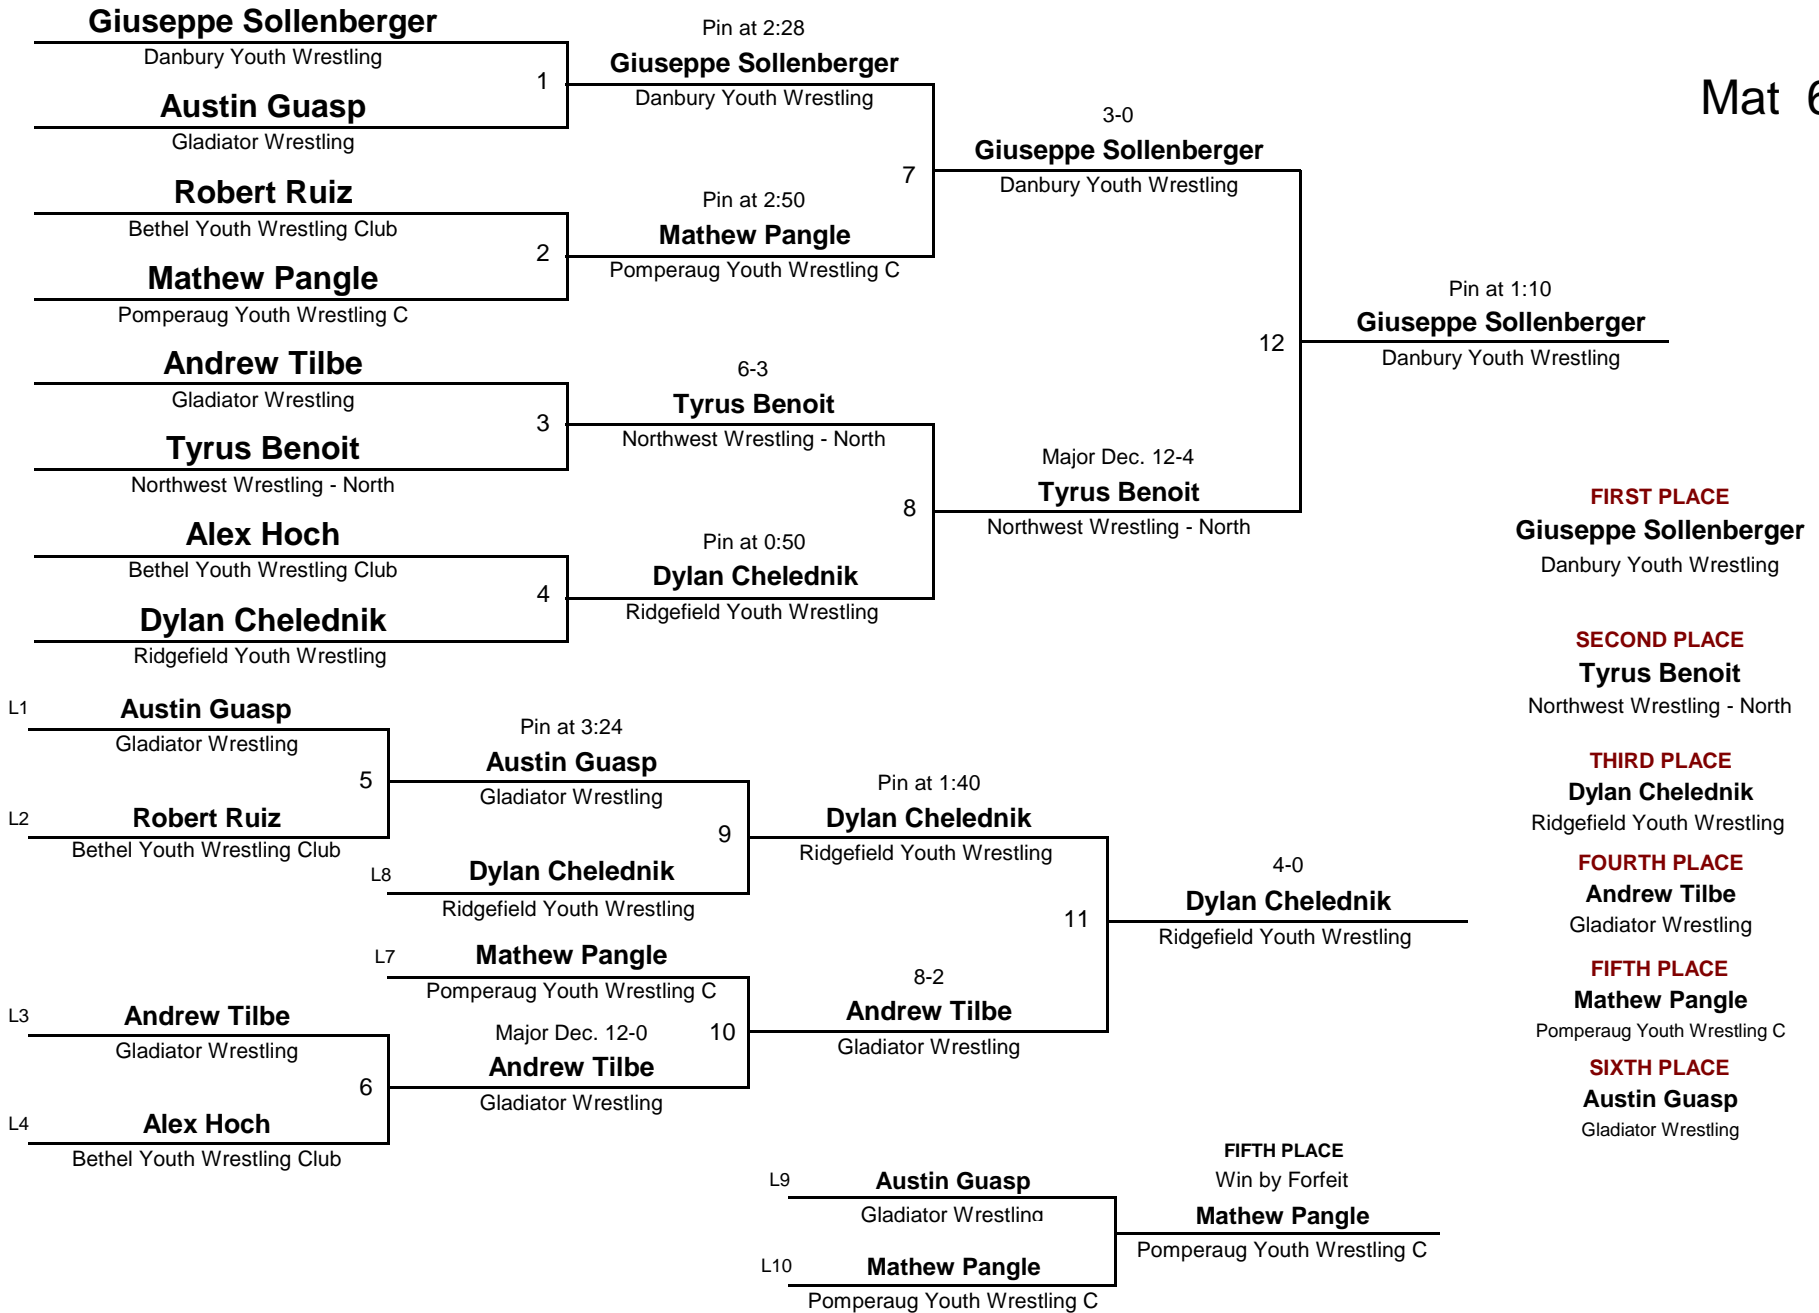 Giuseppe Sollenberger
Danbury Youth Wrestling
1
Austin Guasp
Gladiator Wrestling
Robert Ruiz
Bethel Youth Wrestling Club
2
Mathew Pangle
Pomperaug Youth Wrestling C
Andrew Tilbe
Gladiator Wrestling
3
Tyrus Benoit
Northwest Wrestling - North
Alex Hoch
Bethel Youth Wrestling Club
4
Dylan Chelednik
Ridgefield Youth Wrestling
Pin at 2:28
Giuseppe Sollenberger
Danbury Youth Wrestling
7
Pin at 2:50
Mathew Pangle
Pomperaug Youth Wrestling C
6-3
Tyrus Benoit
Northwest Wrestling - North
8
Pin at 0:50
Dylan Chelednik
Ridgefield Youth Wrestling
3-0
Giuseppe Sollenberger
Danbury Youth Wrestling
12
Major Dec. 12-4
Tyrus Benoit
Northwest Wrestling - North
Mat 6
Pin at 1:10
Giuseppe Sollenberger
Danbury Youth Wrestling
L1
Austin Guasp
Gladiator Wrestling
5
L2
Robert Ruiz
Bethel Youth Wrestling Club
L3
Andrew Tilbe
Gladiator Wrestling
6
L4
Alex Hoch
Bethel Youth Wrestling Club
Pin at 3:24
Austin Guasp
Gladiator Wrestling
9
L8
Dylan Chelednik
Ridgefield Youth Wrestling
L7
Mathew Pangle
Pomperaug Youth Wrestling C
10
Major Dec. 12-0
Andrew Tilbe
Gladiator Wrestling
Pin at 1:40
Dylan Chelednik
Ridgefield Youth Wrestling
11
8-2
Andrew Tilbe
Gladiator Wrestling
4-0
Dylan Chelednik
Ridgefield Youth Wrestling
L9
Austin Guasp
Gladiator Wrestling
L10
Mathew Pangle
Pomperaug Youth Wrestling C
FIFTH PLACE
Win by Forfeit
Mathew Pangle
Pomperaug Youth Wrestling C
FIRST PLACE
Giuseppe Sollenberger
Danbury Youth Wrestling
SECOND PLACE
Tyrus Benoit
Northwest Wrestling - North
THIRD PLACE
Dylan Chelednik
Ridgefield Youth Wrestling
FOURTH PLACE
Andrew Tilbe
Gladiator Wrestling
FIFTH PLACE
Mathew Pangle
Pomperaug Youth Wrestling C
SIXTH PLACE
Austin Guasp
Gladiator Wrestling